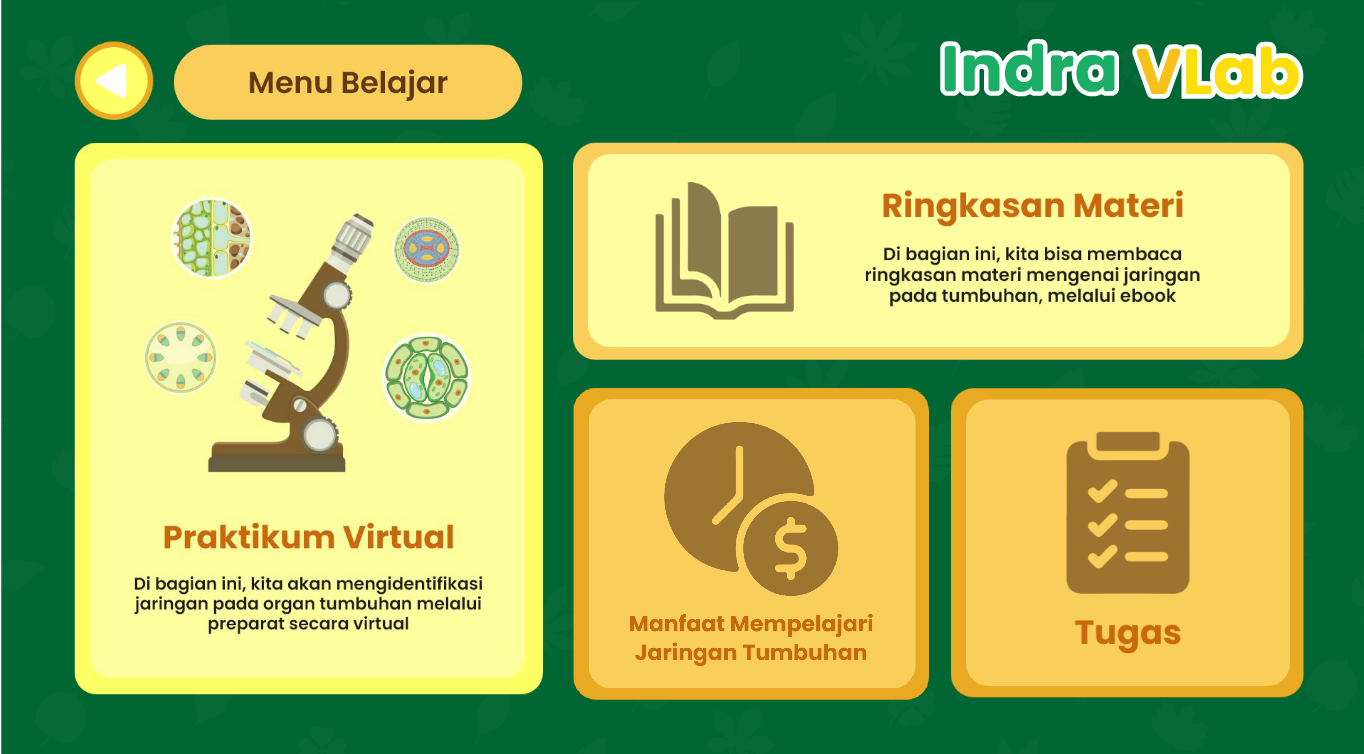 Menu Belajar
Indra VLab
Praktikum Virtual
Di bagian ini, kita akan mengidentifikasi
jaringan pada organ tumbuhan melalui
preparat secara virtual
Ringkasan Materi
Di bagian ini, kita bisa membaca
ringkasan materi mengenai jaringan
pada tumbuhan, melalui ebook
$
Manfaat Mempelajari
Jaringan Tumbuhan
Tugas